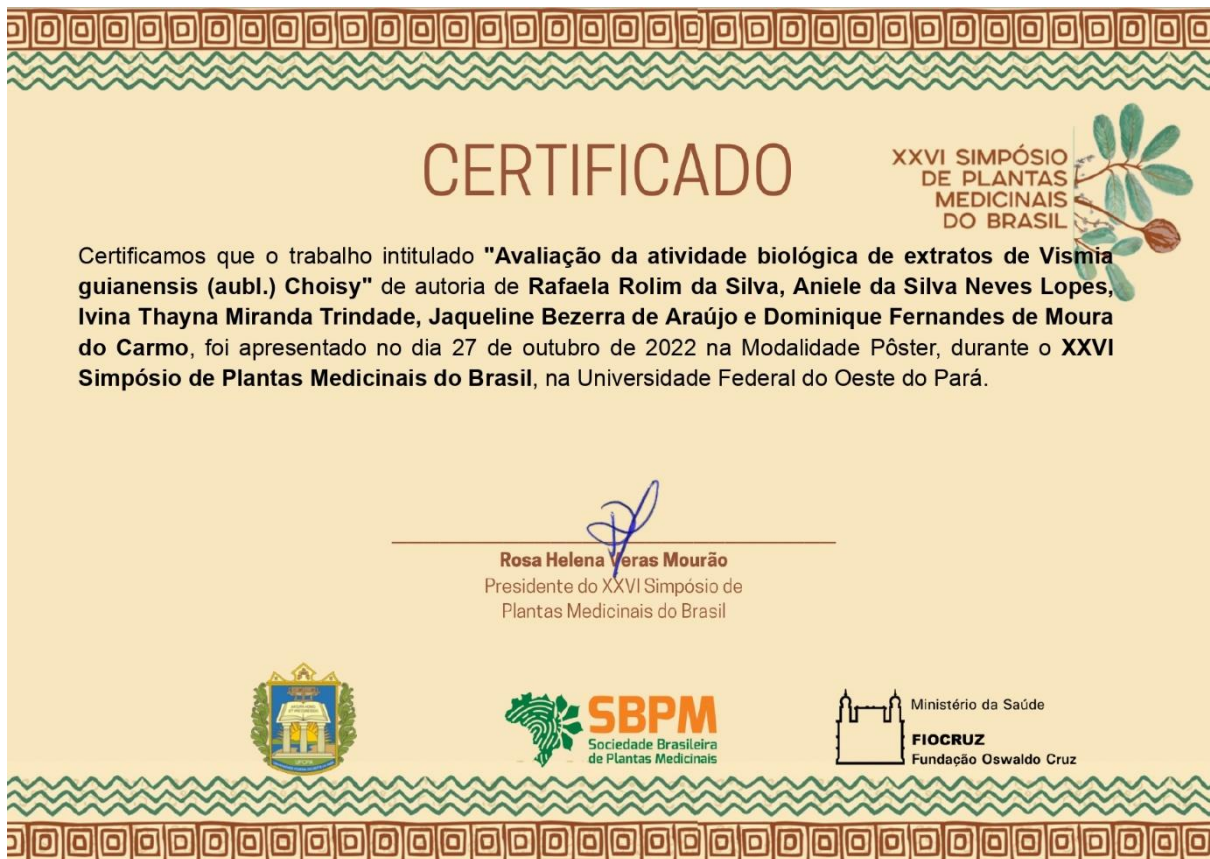 CERTIFICADO
XXVI SIMPÓSIO
DE PLANTAS
MEDICINAIS
DO BRASIL
Certificamos que o trabalho intitulado "Avaliação da atividade biológica de extratos de Vismia
guianensis (aubl.) Choisy" de autoria de Rafaela Rolim da Silva, Aniele da Silva Neves Lopes,
Ivina Thayna Miranda Trindade, Jaqueline Bezerra de Araújo e Dominique Fernandes de Moura
do Carmo, foi apresentado no dia 27 de outubro de 2022 na Modalidade Pôster, durante o XXVI
Simpósio de Plantas Medicinais do Brasil, na Universidade Federal do Oeste do Pará.
Rosa Helena Veras Mourão
Presidente do XXVI Simpósio de
Plantas Medicinais do Brasil
UFOPA
SBPM
Sociedade Brasileira
de Plantas Medicinais
Ministério da Saúde
FIOCRUZ
Fundação Oswaldo Cruz